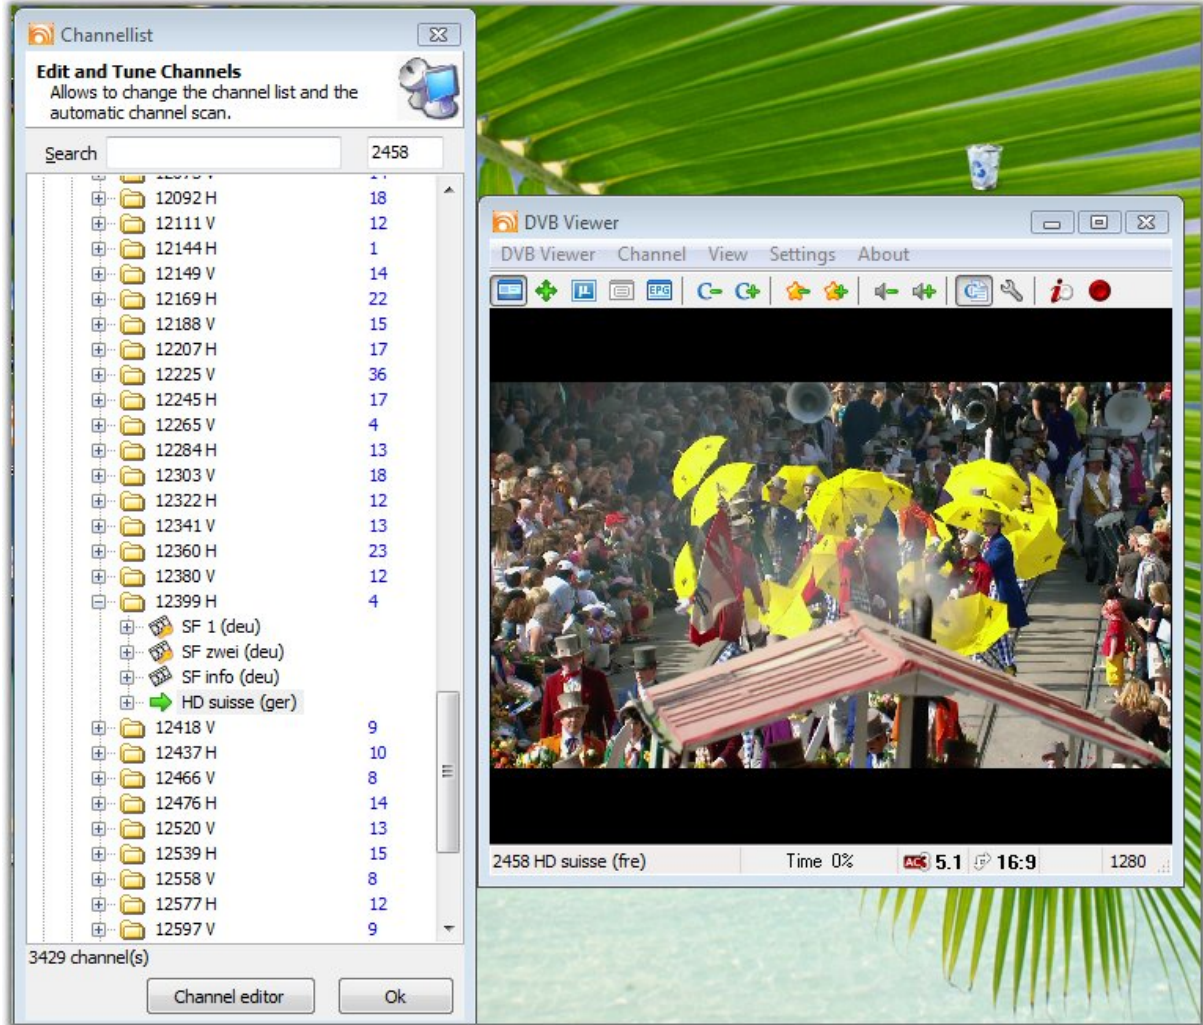 Channellist
Edit and Tune Channels
Allows to change the channel list and the
automatic channel scan.
Search 2458
12092 H 18
12111 V 12
12144 H 1
12149 V 14
12169 H 22
12188 V 15
12207 H 17
12225 V 36
12245 H 17
12265 V 4
12284 H 13
12303 V 18
12322 H 12
12341 V 13
12360 H 23
12380 V 12
12399 H 4
SF 1 (deu)
SF zwei (deu)
SF info (deu)
HD suisse (ger)
12418 V 9
12437 H 10
12466 V 8
12476 H 14
12520 V 13
12539 H 15
12558 V 8
12577 H 12
12597 V 9
3429 channel(s)
Channel editor Ok
DVB Viewer
DVB Viewer Channel View Settings About
µ EPG C- C+
2458 HD suisse (fre) Time 0% AC3 5.1 16:9 1280